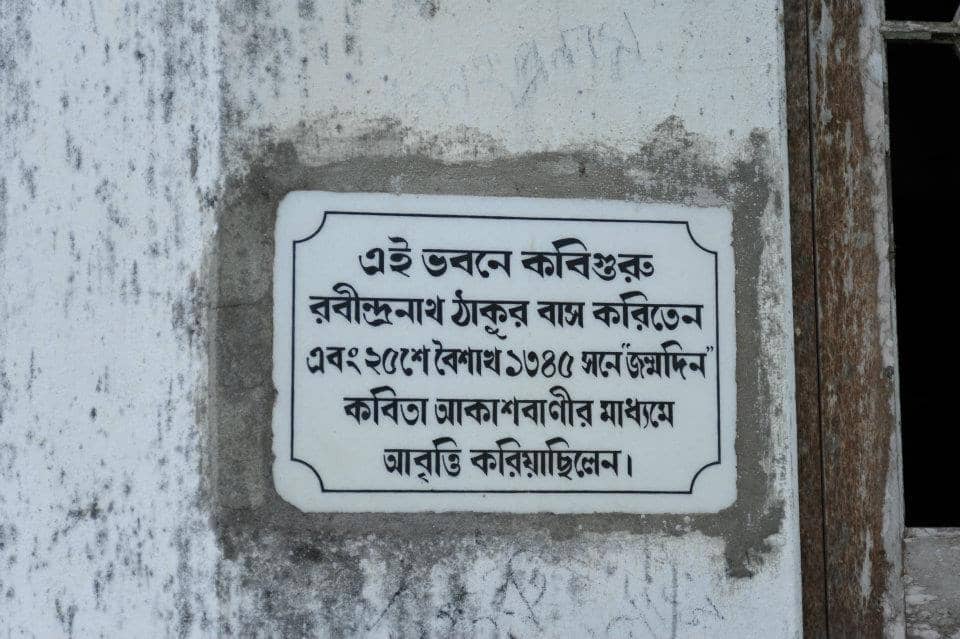 এই ভবনে কবিগুরু
রবীন্দ্রনাথ ঠাকুর বাস করিতেন
এবং ২৫শে বৈশাখ ১৩৪৫ সনে "জন্মদিন"
কবিতা আকাশবাণীর মাধ্যমে
আবৃত্তি করিয়াছিলেন।